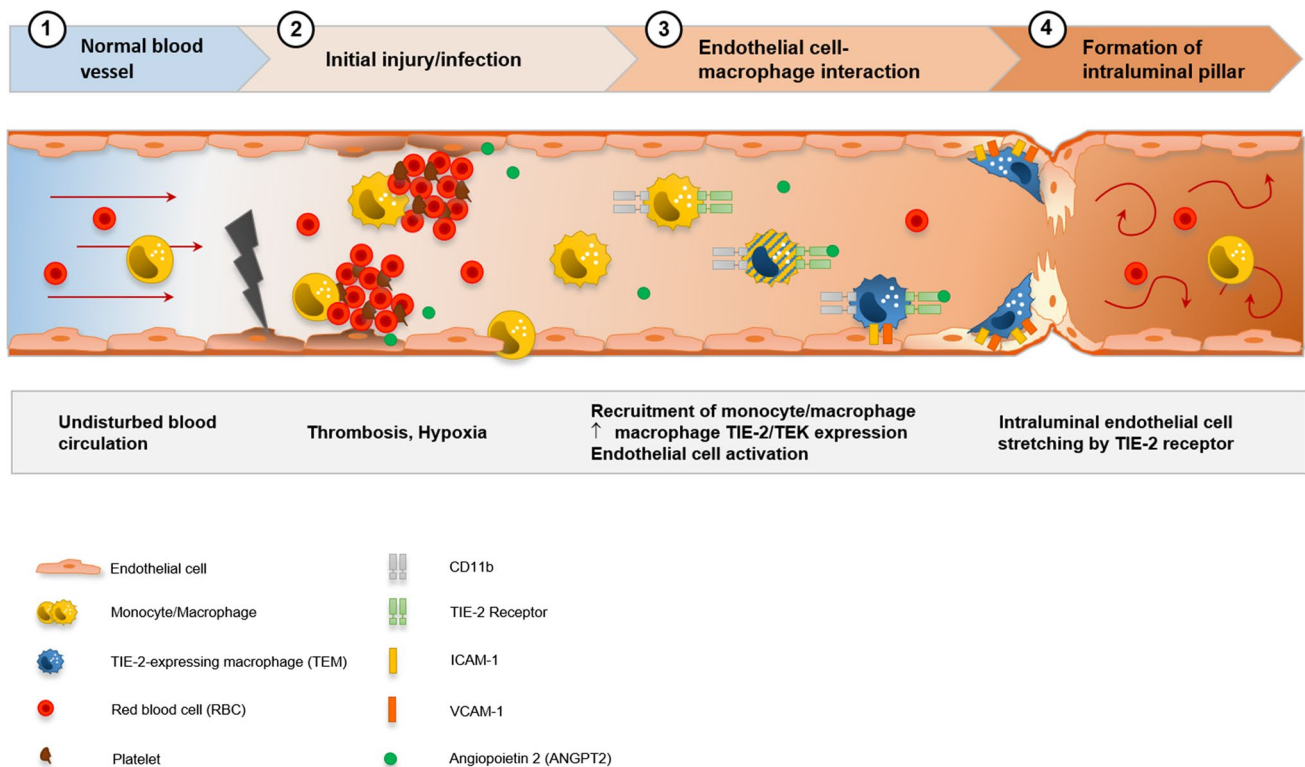 1
Normal blood
vessel
2
Initial injury/infection
3
Endothelial cell-
macrophage interaction
4
Formation of
intraluminal pillar
Undisturbed blood
circulation
Thrombosis, Hypoxia
Recruitment of monocyte/macrophage
↑ macrophage TIE-2/TEK expression
Endothelial cell activation
Intraluminal endothelial cell
stretching by TIE-2 receptor
Endothelial cell
Monocyte/Macrophage
TIE-2-expressing macrophage (TEM)
Red blood cell (RBC)
Platelet
CD11b
TIE-2 Receptor
ICAM-1
VCAM-1
Angiopoietin 2 (ANGPT2)